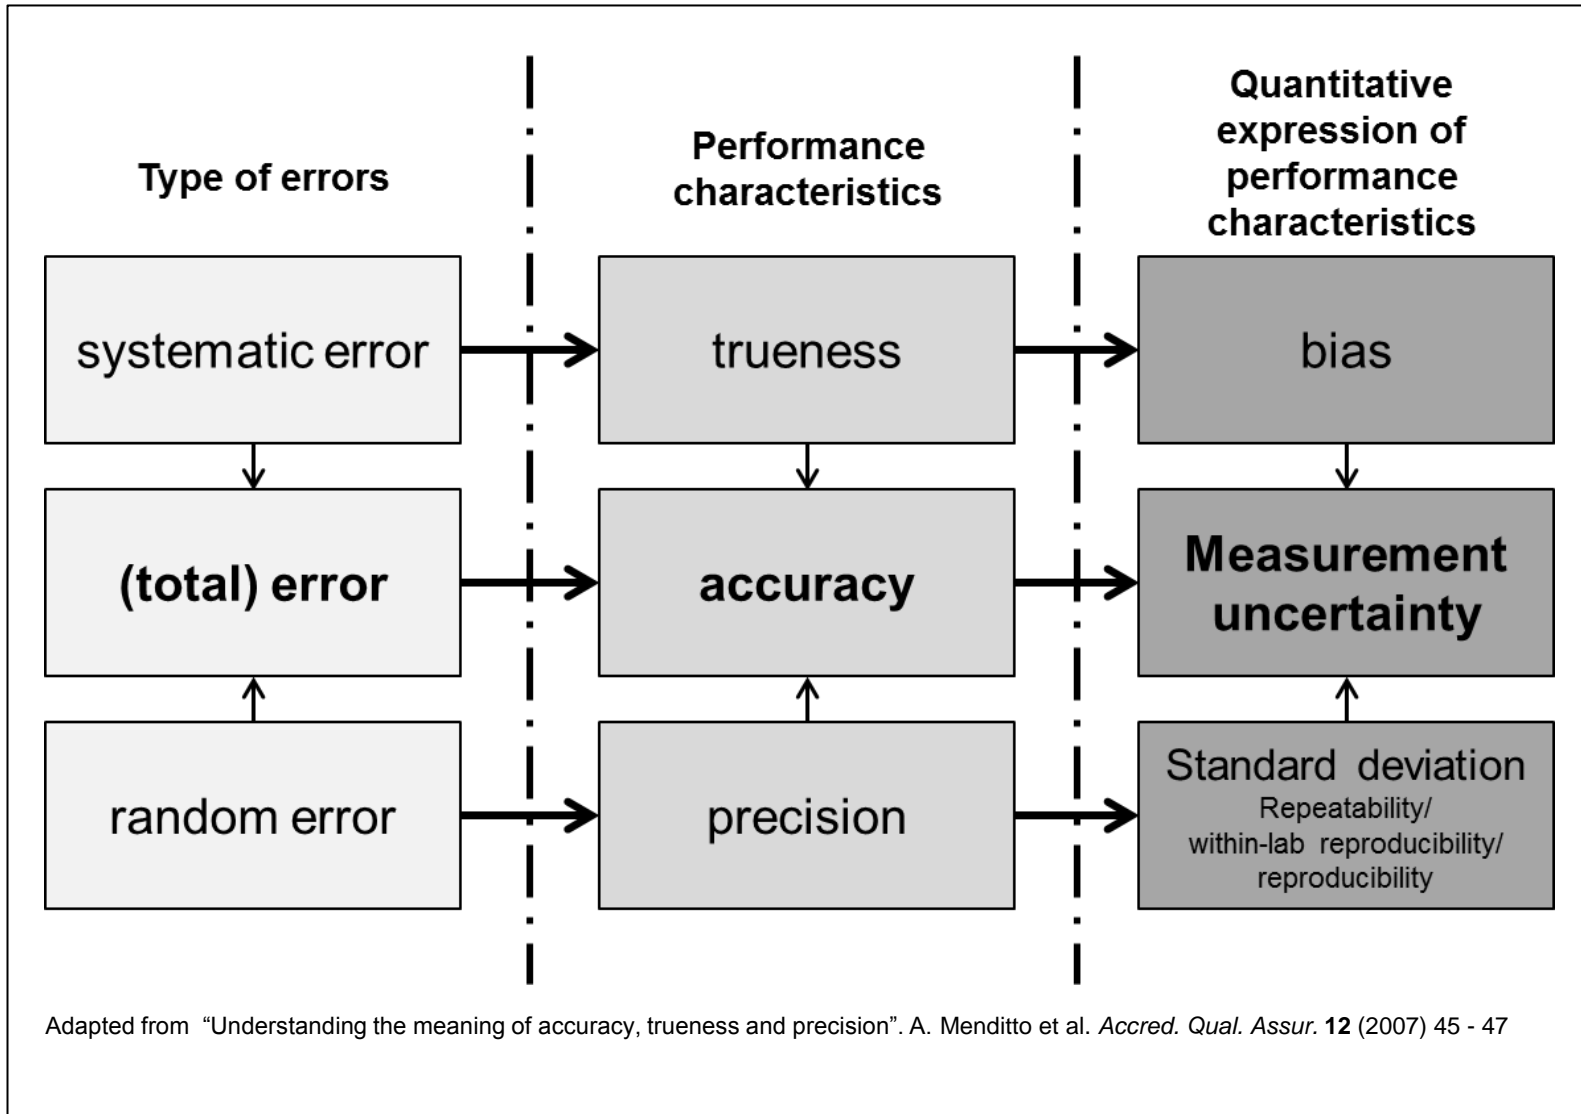 Type of errors
Performance
characteristics
Quantitative
expression of
performance
characteristics
systematic error
trueness
bias
(total) error
accuracy
Measurement
uncertainty
random error
precision
Standard deviation
Repeatability/
within-lab reproducibility/
reproducibility
Adapted from “Understanding the meaning of accuracy, trueness and precision”. A. Menditto et al. Accred. Qual. Assur. 12 (2007) 45 - 47